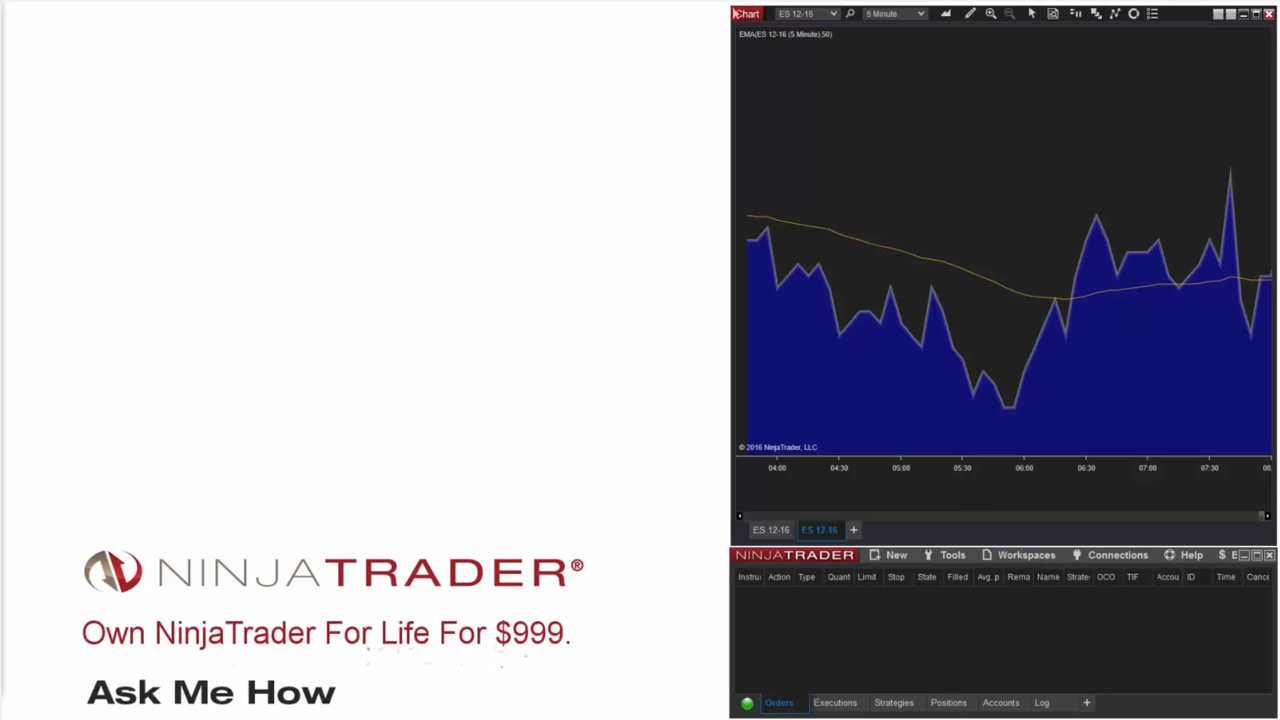 NINJATRADER®
Own NinjaTrader For Life For $999.
Ask Me How
Chart ES 12-16 5 Minute
EMA(ES 12-16 (5 Minute),50)
© 2016 NinjaTrader, LLC
04:00 04:30 05:00 05:30 06:00 06:30 07:00 07:30 08
ES 12-16 ES 12-16 +
NINJATRADER New Tools Workspaces Connections Help $ E
Instru Action Type Quant Limit Stop State Filled Avg. p Rema Name Strate OCO TIF Accou ID Time Cance
Orders Executions Strategies Positions Accounts Log +